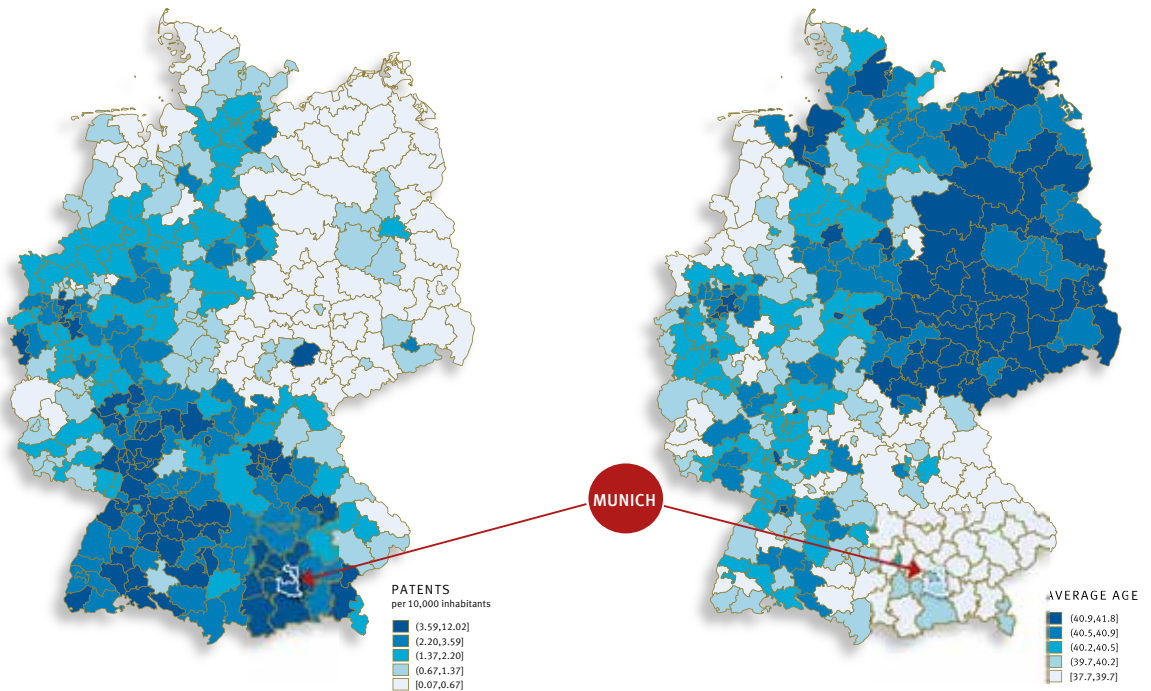 MUNICH
PATENTS
per 10,000 inhabitants
(3.59,12.02]
(2.20,3.59]
(1.37,2.20]
(0.67,1.37]
[0.07,0.67]
AVERAGE AGE
(40.9,41.8]
(40.5,40.9]
(40.2,40.5]
(39.7,40.2]
[37.7,39.7]